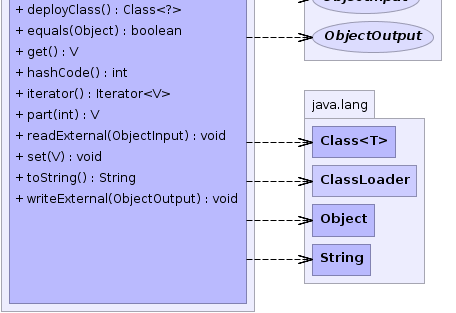 + deployClass() : Class<?>
+ equals(Object) : boolean
+ get() : V
+ hashCode() : int
+ iterator() : Iterator<V>
+ part(int) : V
+ readExternal(ObjectInput) : void
+ set(V) : void
+ toString() : String
+ writeExternal(ObjectOutput) : void
ObjectInput
ObjectOutput
java.lang
Class<T>
ClassLoader
Object
String